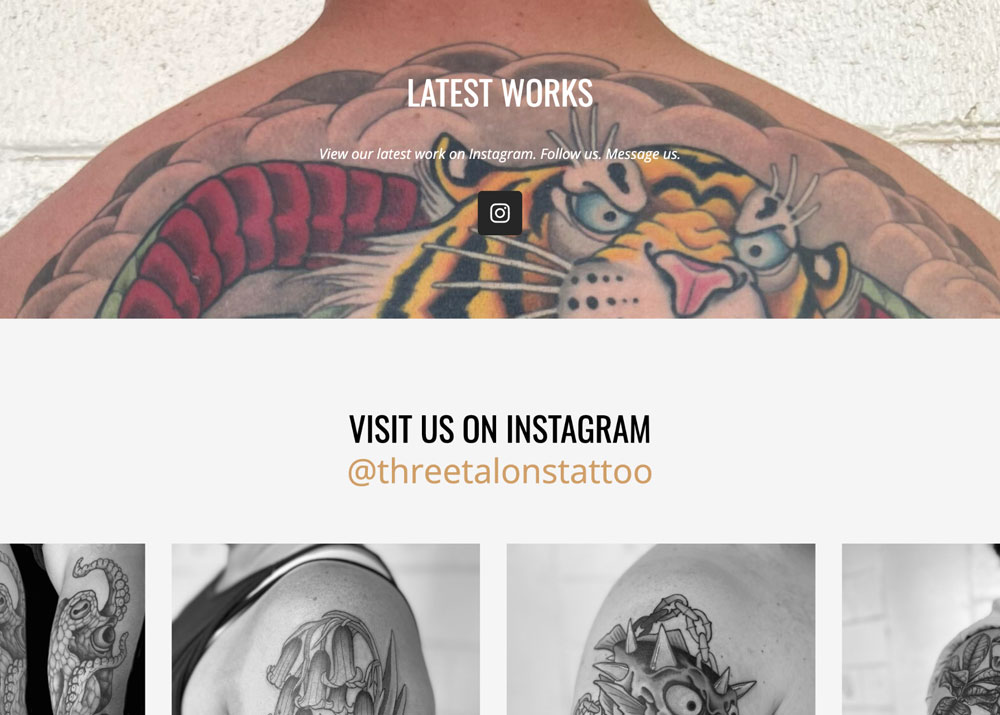 LATEST WORKS
View our latest work on Instagram. Follow us. Message us.
VISIT US ON INSTAGRAM
@threetalonstattoo